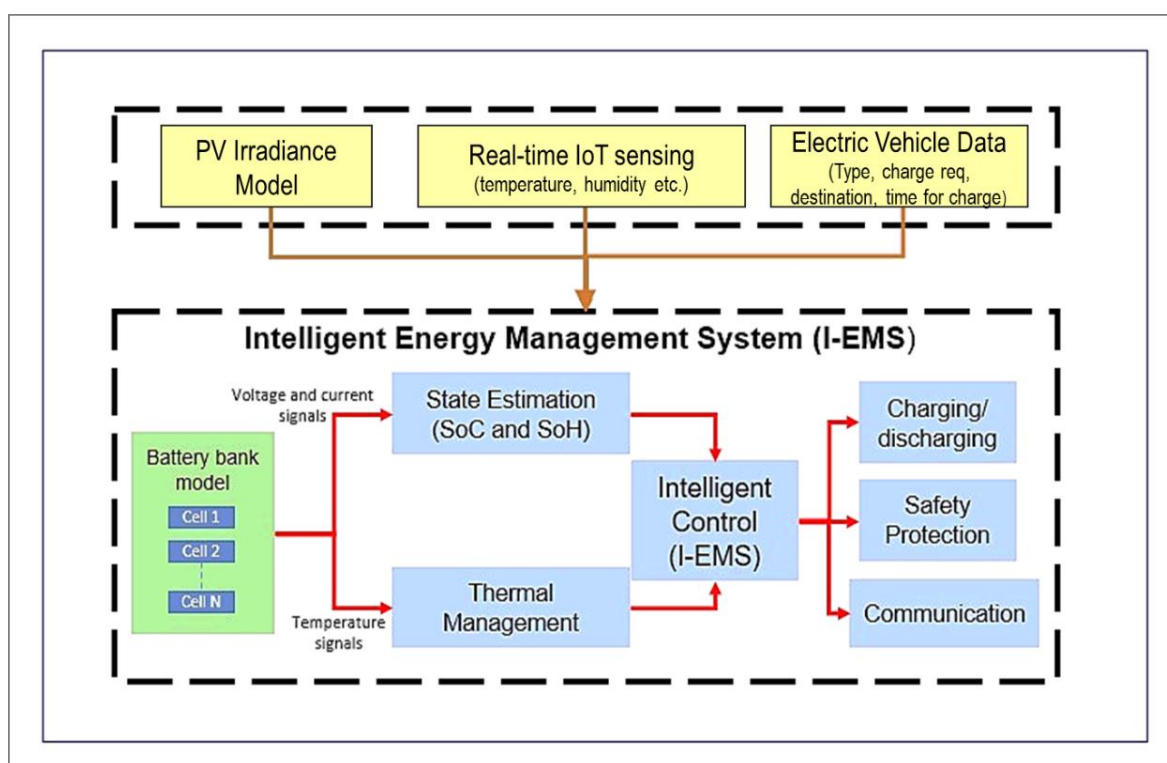 PV Irradiance
Model
Real-time IoT sensing
(temperature, humidity etc.)
Electric Vehicle Data
(Type, charge req,
destination, time for charge)
Intelligent Energy Management System (I-EMS)
Voltage and current
signals
Battery bank
model
Cell 1
Cell 2
Cell N
Temperature
signals
State Estimation
(SoC and SoH)
Thermal
Management
Intelligent
Control
(I-EMS)
Charging/
discharging
Safety
Protection
Communication